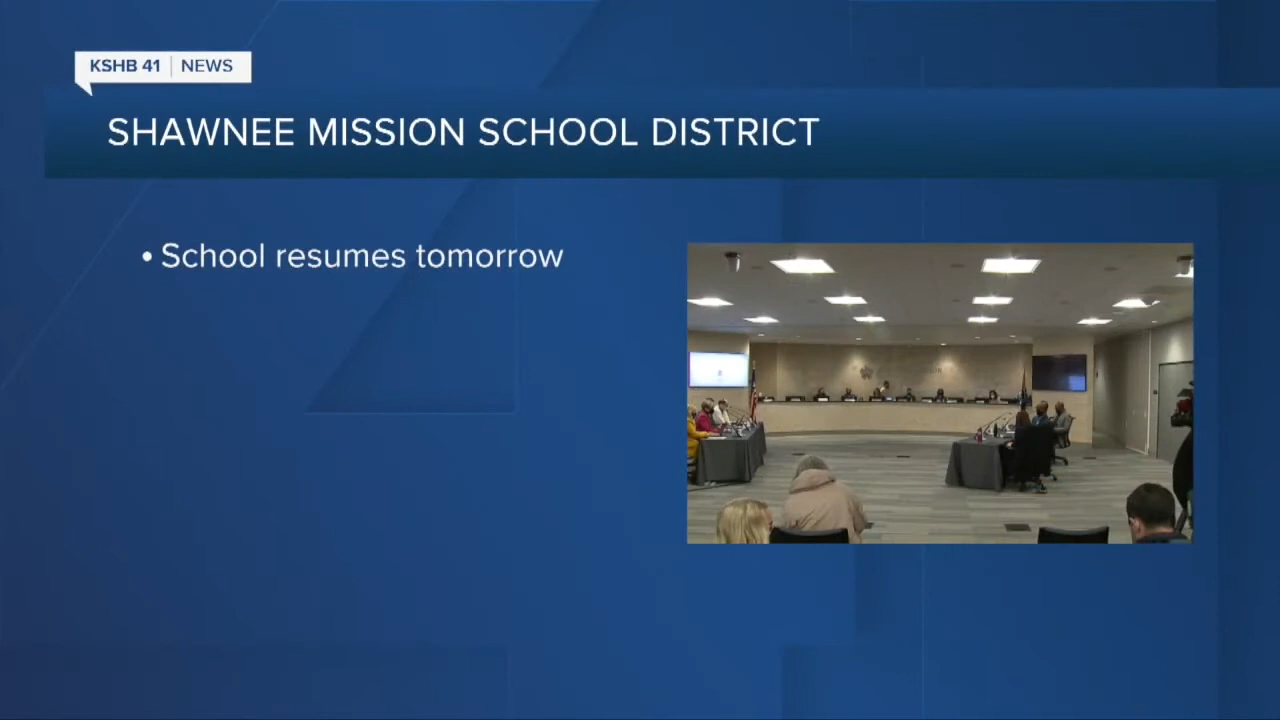 KSHB 41 | NEWS
SHAWNEE MISSION SCHOOL DISTRICT
• School resumes tomorrow